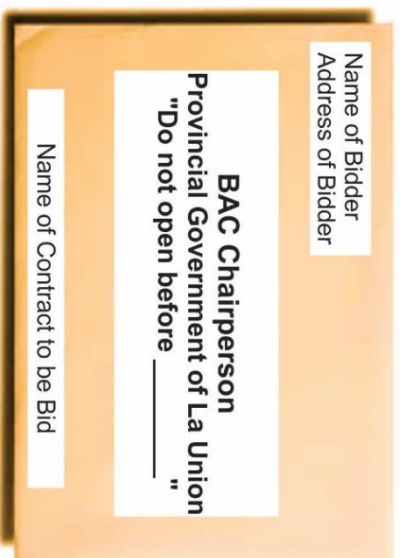 Name of Bidder
Address of Bidder
BAC Chairperson
Provincial Government of La Union
"Do not open before ________"
Name of Contract to be Bid